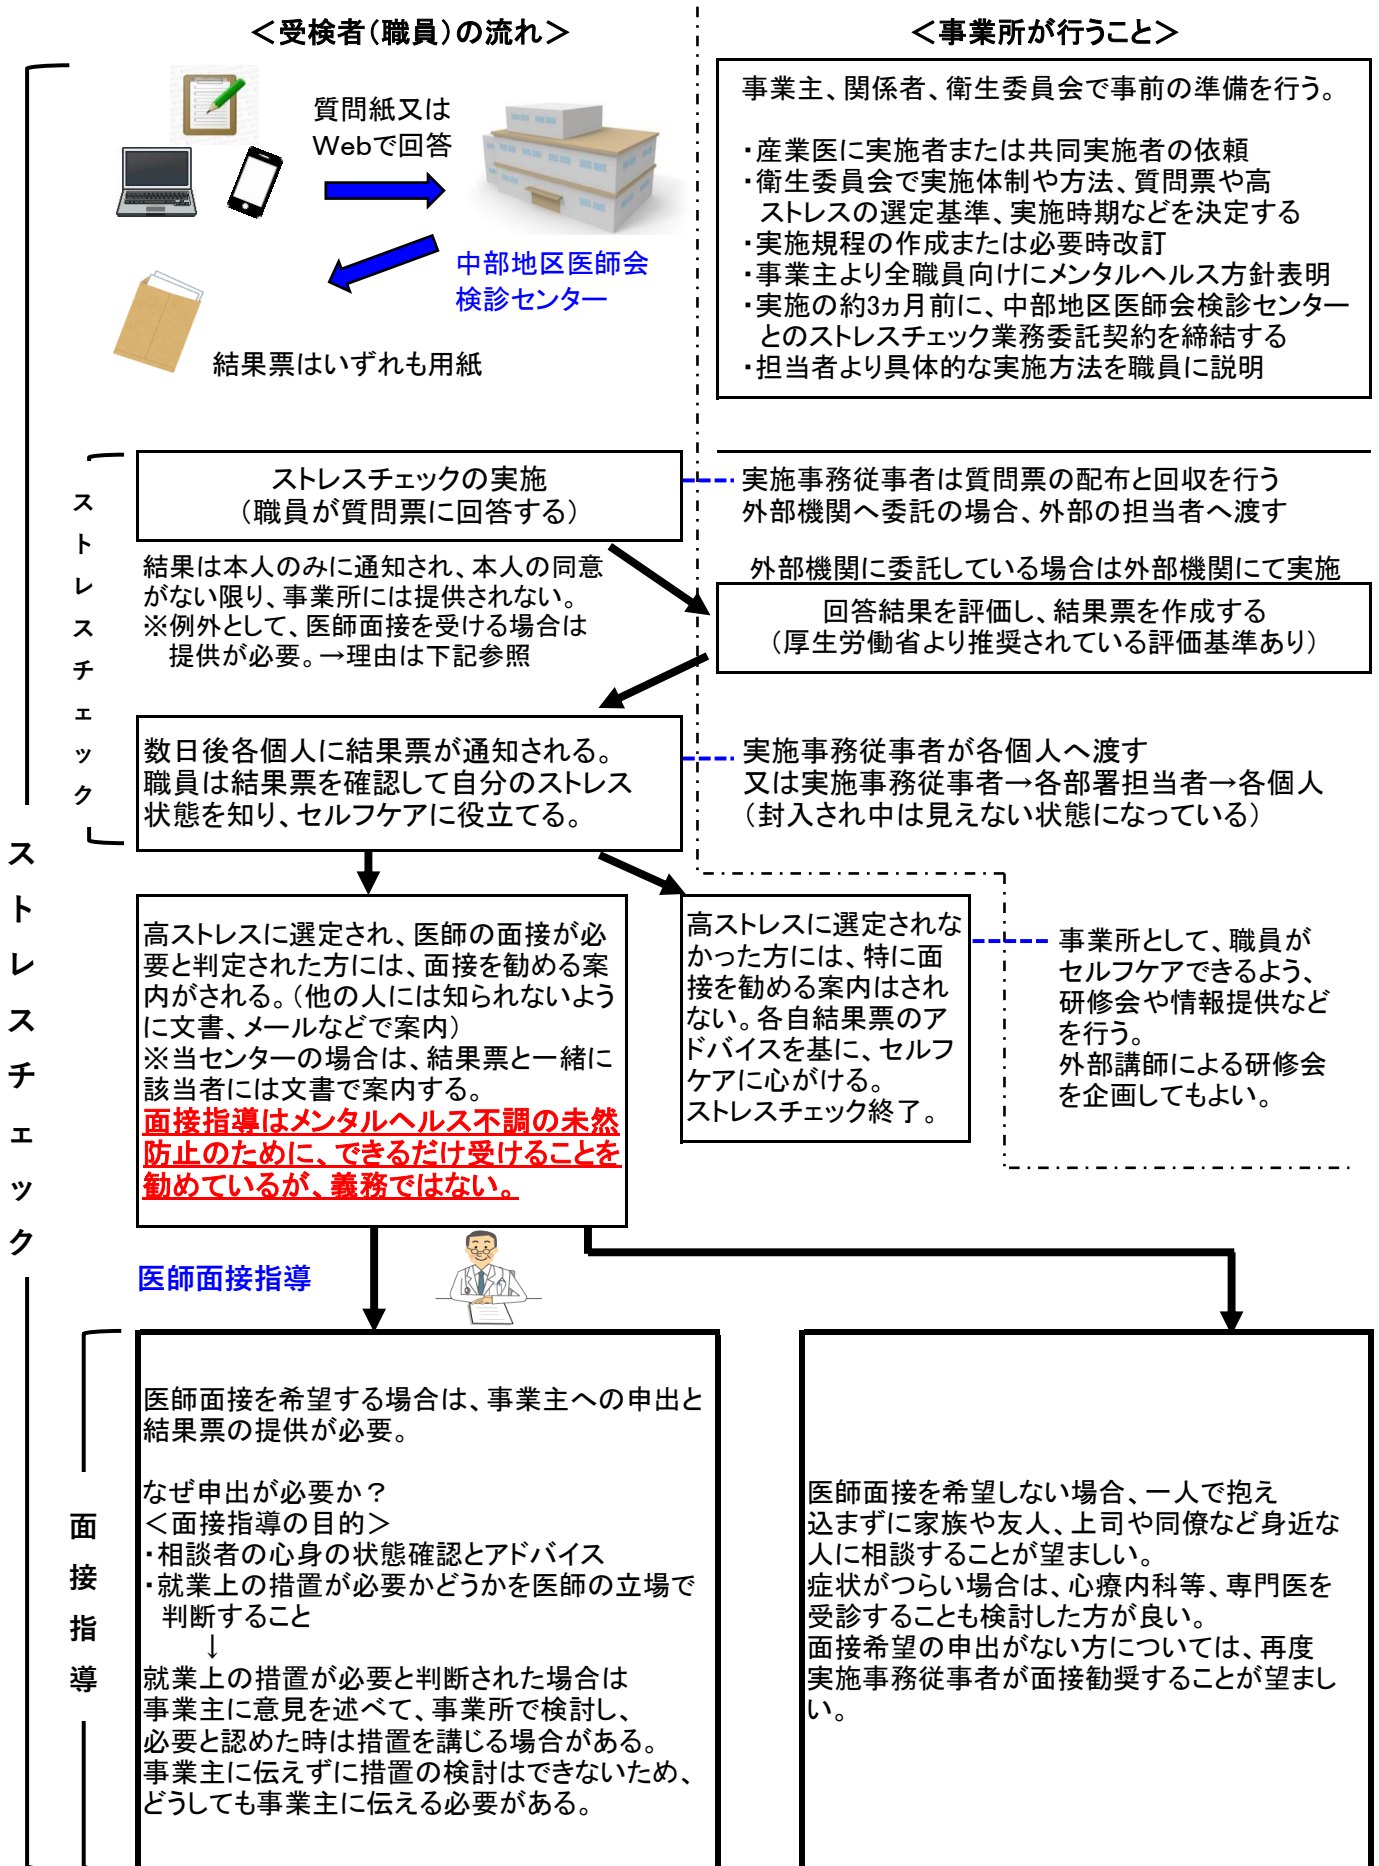 ＜受検者（職員）の流れ＞
＜事業所が行うこと＞
質問紙又は
Webで回答
中部地区医師会
検診センター
結果票はいずれも用紙
事業主、関係者、衛生委員会で事前の準備を行う。
・産業医に実施者または共同実施者の依頼
・衛生委員会で実施体制や方法、質問票や高
ストレスの選定基準、実施時期などを決定する
・実施規程の作成または必要時改訂
・事業主より全職員向けにメンタルヘルス方針表明
・実施の約3ヵ月前に、中部地区医師会検診センター
とのストレスチェック業務委託契約を締結する
・担当者より具体的な実施方法を職員に説明
ストレスチェック
ストレスチェック
ストレスチェックの実施
（職員が質問票に回答する）
実施事務従事者は質問票の配布と回収を行う
外部機関へ委託の場合、外部の担当者へ渡す
結果は本人のみに通知され、本人の同意
がない限り、事業所には提供されない。
※例外として、医師面接を受ける場合は
提供が必要。→理由は下記参照
外部機関に委託している場合は外部機関にて実施
回答結果を評価し、結果票を作成する
（厚生労働省より推奨されている評価基準あり）
数日後各個人に結果票が通知される。
職員は結果票を確認して自分のストレス
状態を知り、セルフケアに役立てる。
実施事務従事者が各個人へ渡す
又は実施事務従事者→各部署担当者→各個人
（封入され中は見えない状態になっている）
高ストレスに選定され、医師の面接が必
要と判定された方には、面接を勧める案
内がされる。（他の人には知られないよう
に文書、メールなどで案内）
※当センターの場合は、結果票と一緒に
該当者には文書で案内する。
面接指導はメンタルヘルス不調の未然
防止のために、できるだけ受けることを
勧めているが、義務ではない。
高ストレスに選定されな
かった方には、特に面
接を勧める案内はされ
ない。各自結果票のア
ドバイスを基に、セルフ
ケアに心がける。
ストレスチェック終了。
事業所として、職員が
セルフケアできるよう、
研修会や情報提供など
を行う。
外部講師による研修会
を企画してもよい。
医師面接指導
面接指導
医師面接を希望する場合は、事業主への申出と
結果票の提供が必要。
なぜ申出が必要か？
＜面接指導の目的＞
・相談者の心身の状態確認とアドバイス
・就業上の措置が必要かどうかを医師の立場で
判断すること
↓
就業上の措置が必要と判断された場合は
事業主に意見を述べて、事業所で検討し、
必要と認めた時は措置を講じる場合がある。
事業主に伝えずに措置の検討はできないため、
どうしても事業主に伝える必要がある。
医師面接を希望しない場合、一人で抱え
込まずに家族や友人、上司や同僚など身近な
人に相談することが望ましい。
症状がつらい場合は、心療内科等、専門医を
受診することも検討した方が良い。
面接希望の申出がない方については、再度
実施事務従事者が面接勧奨することが望まし
い。